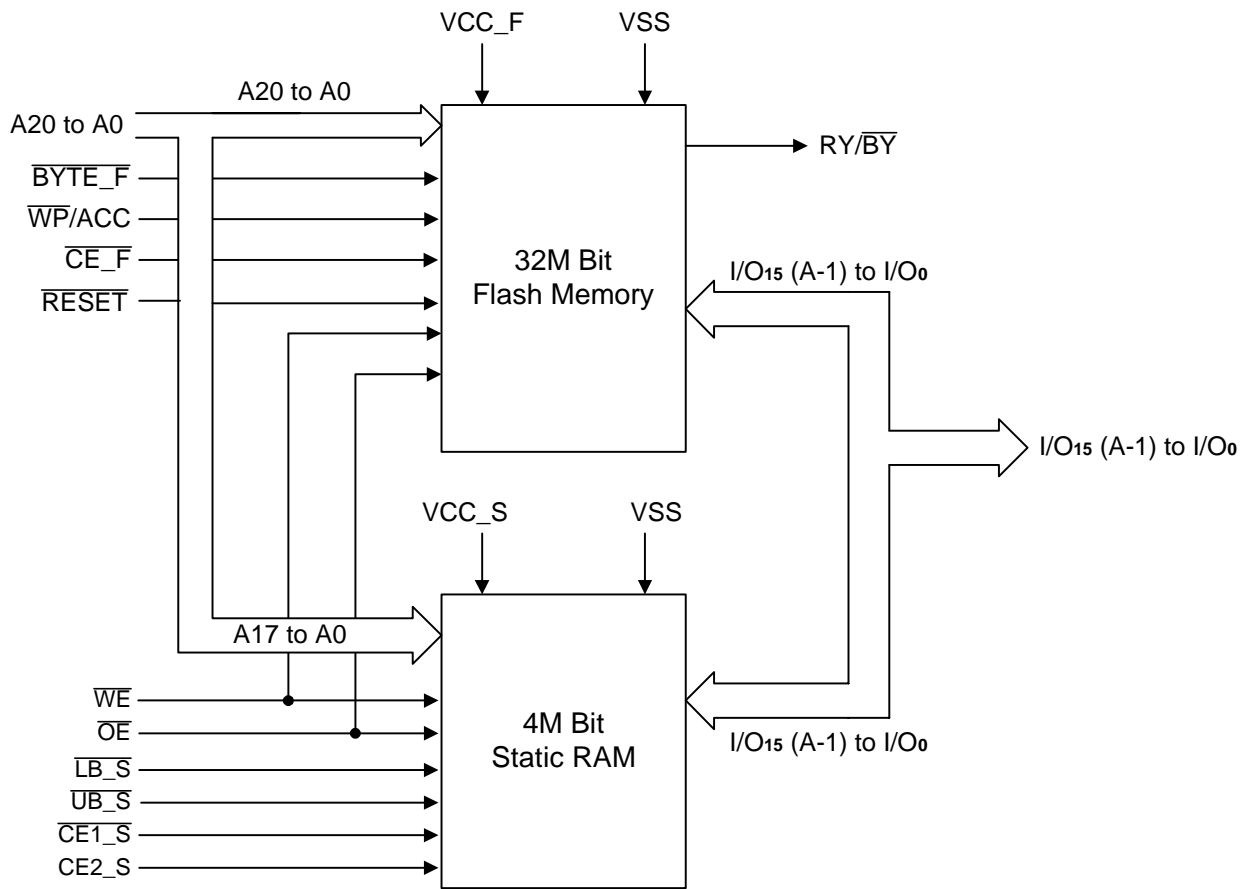 VCC_F
VSS
A20 to A0
A20 to A0
BYTE_F
WP/ACC
CE_F
RESET
32M Bit
Flash Memory
RY/BY
I/O15 (A-1) to I/O0
I/O15 (A-1) to I/O0
VCC_S
VSS
A17 to A0
WE
OE
LB_S
UB_S
CE1_S
CE2_S
4M Bit
Static RAM
I/O15 (A-1) to I/O0